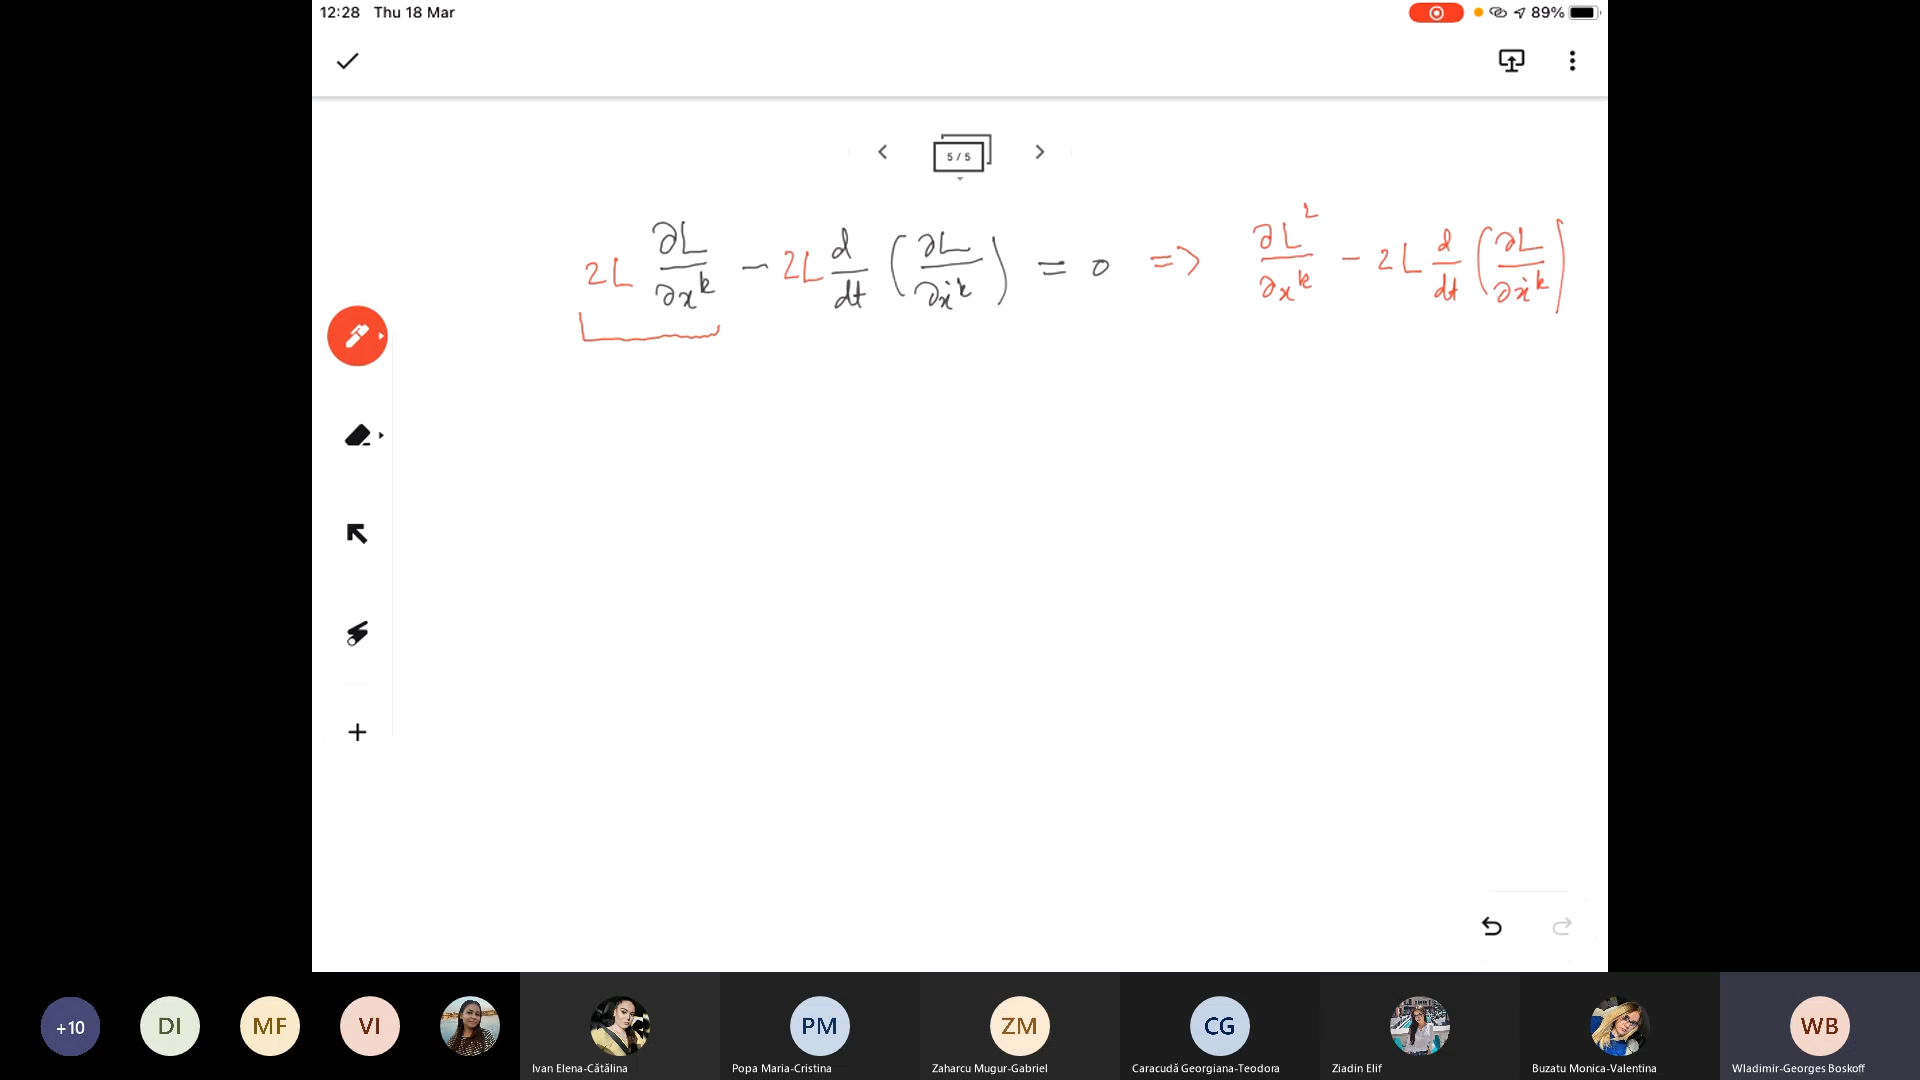 12:28 Thu 18 Mar 89%
5 / 5
2L ∂L/∂x^k - 2L d/dt (∂L/∂ẋ^k) = 0 => ∂L²/∂x^k - 2L d/dt (∂L/∂ẋ^k)
+10 DI MF VI PM ZM CG WB
Ivan Elena-Cătălina Popa Maria-Cristina Zaharcu Mugur-Gabriel Caracudă Georgiana-Teodora Ziadin Elif Buzatu Monica-Valentina Wladimir-Georges Boskoff